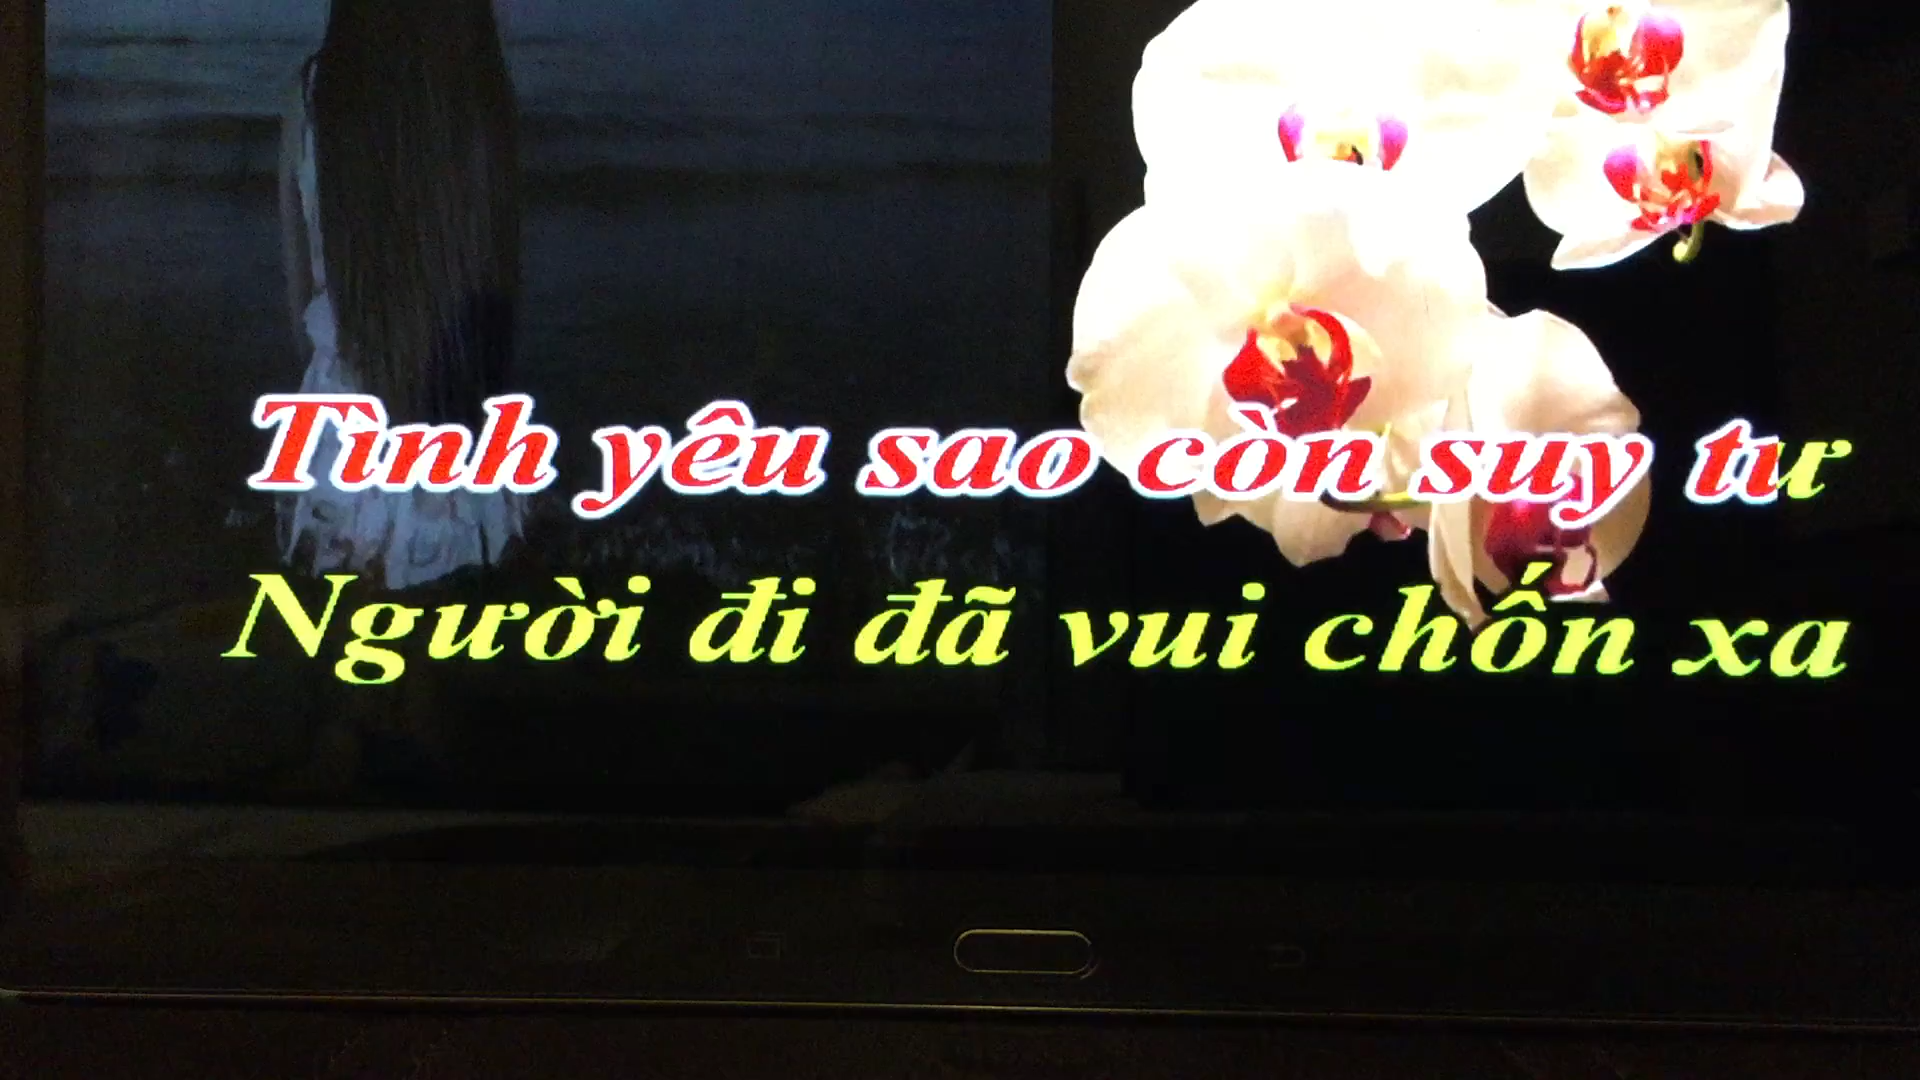 Tình yêu sao còn suy tư
Người đi đã vui chốn xa